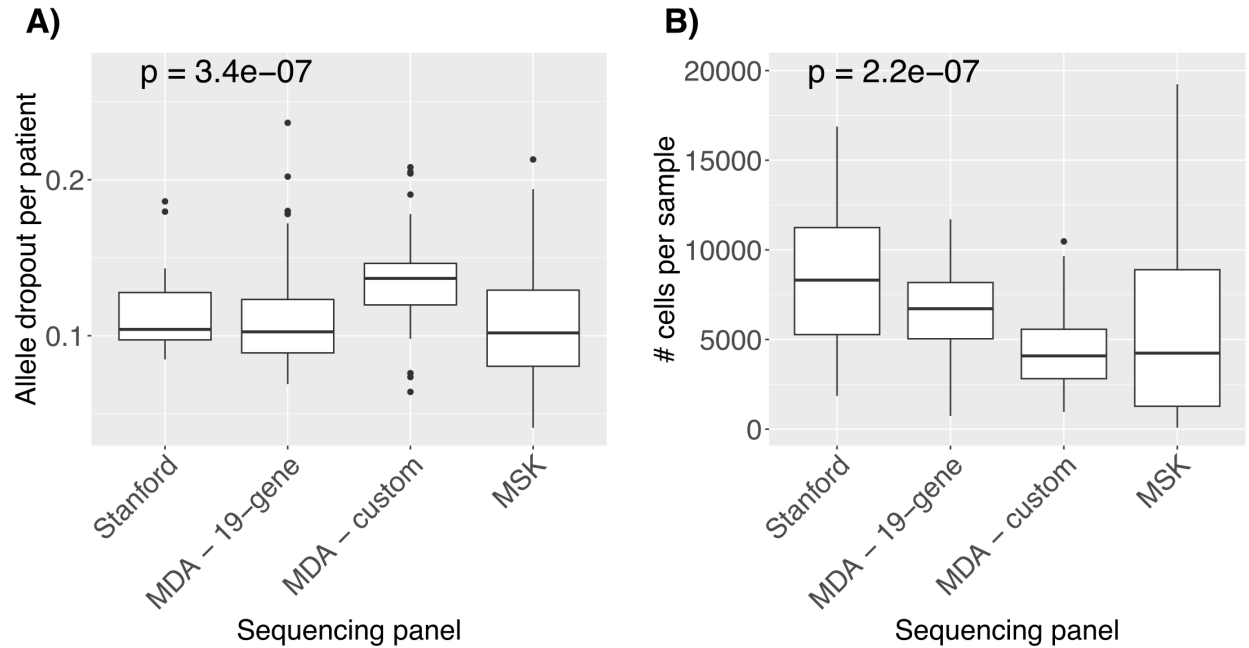 A)
p = 3.4e−07
Allele dropout per patient
0.2
0.1
Stanford
MDA − 19−gene
MDA − custom
MSK
Sequencing panel
B)
p = 2.2e−07
# cells per sample
20000
15000
10000
5000
0
Stanford
MDA − 19−gene
MDA − custom
MSK
Sequencing panel